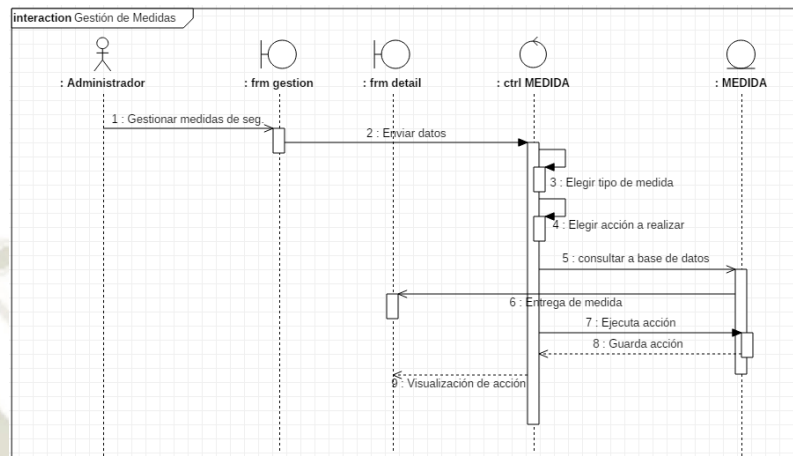 interaction Gestión de Medidas
: Administrador
: frm gestion
: frm detail
: ctrl MEDIDA
: MEDIDA
1 : Gestionar medidas de seg.
2 : Enviar datos
3 : Elegir tipo de medida
4 : Elegir acción a realizar
5 : consultar a base de datos
6 : Entrega de medida
7 : Ejecuta acción
8 : Guarda acción
9 : Visualización de acción